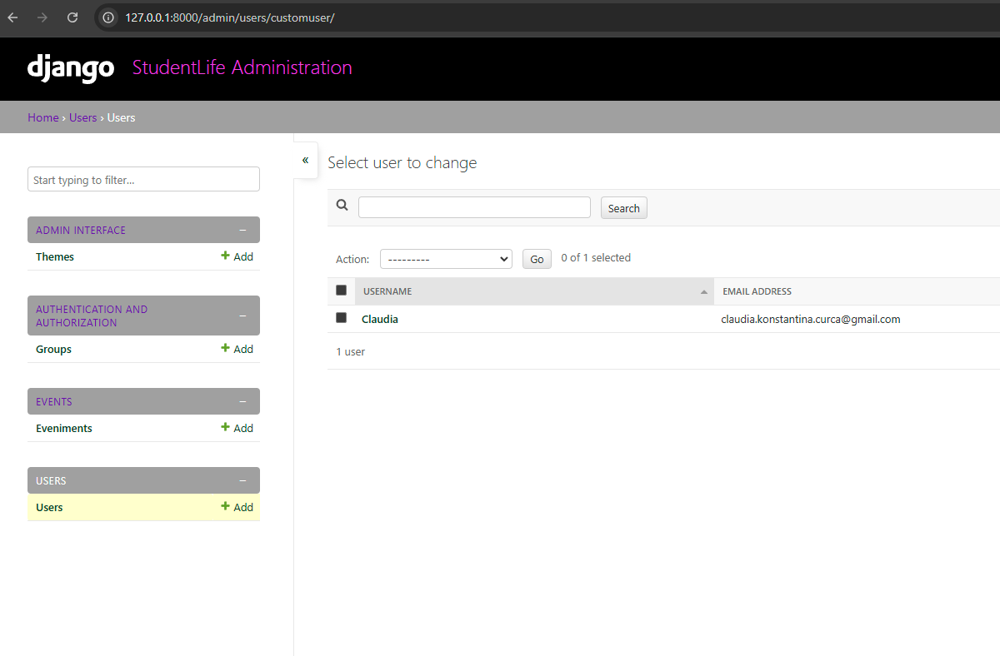 127.0.0.1:8000/admin/users/customuser/
django StudentLife Administration
Home › Users › Users
Start typing to filter...
ADMIN INTERFACE –
Themes + Add
AUTHENTICATION AND
AUTHORIZATION –
Groups + Add
EVENTS –
Eveniments + Add
USERS –
Users + Add
«
Select user to change
Search
Action: --------- Go 0 of 1 selected
USERNAME EMAIL ADDRESS
Claudia claudia.konstantina.curca@gmail.com
1 user